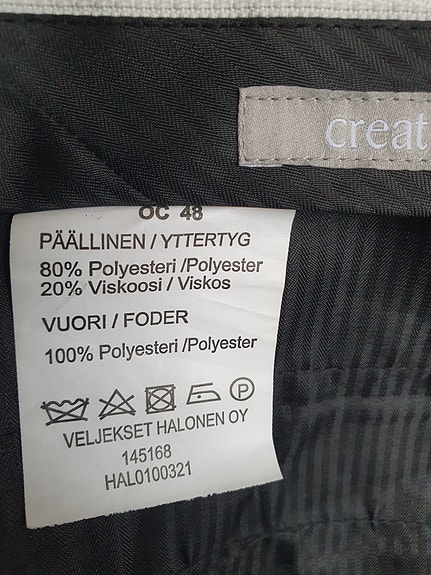 creat
OC 48
PÄÄLLINEN / YTTERTYG
80% Polyesteri /Polyester
20% Viskoosi / Viskos
VUORI / FODER
100% Polyesteri /Polyester
P
VELJEKSET HALONEN OY
145168
HAL0100321